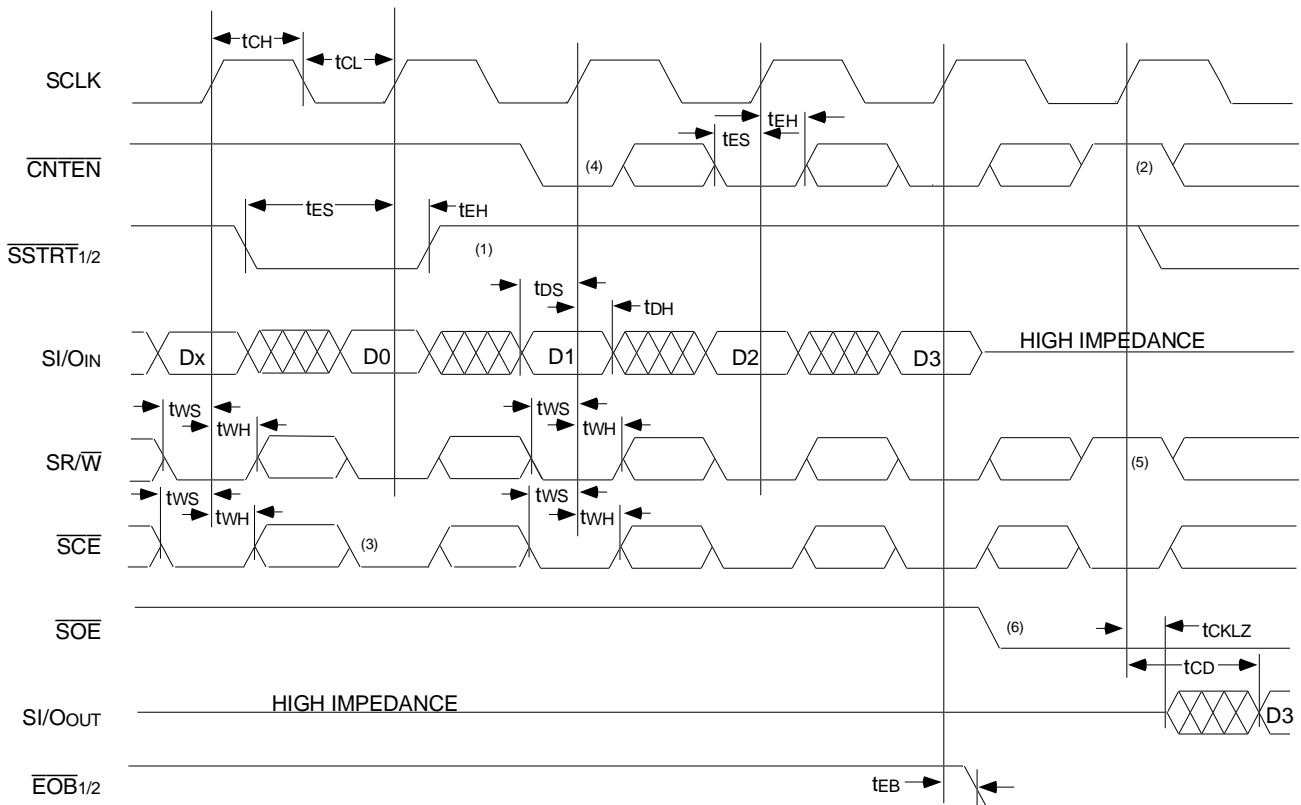 tCH
tCL
SCLK
tEH
tES
CNTEN
(4)
(2)
tES
tEH
SSTRT1/2
(1)
tDS
tDH
SI/OIN
Dx
D0
D1
D2
D3
HIGH IMPEDANCE
tWS
tWH
tWS
tWH
SR/W
(5)
tWS
tWH
tWS
tWH
SCE
(3)
SOE
(6)
tCKLZ
tCD
HIGH IMPEDANCE
SI/OOUT
D3
EOB1/2
tEB